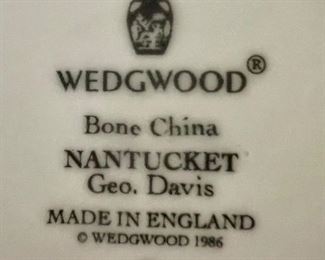 WEDGWOOD®
Bone China
NANTUCKET
Geo. Davis
MADE IN ENGLAND
© WEDGWOOD 1986